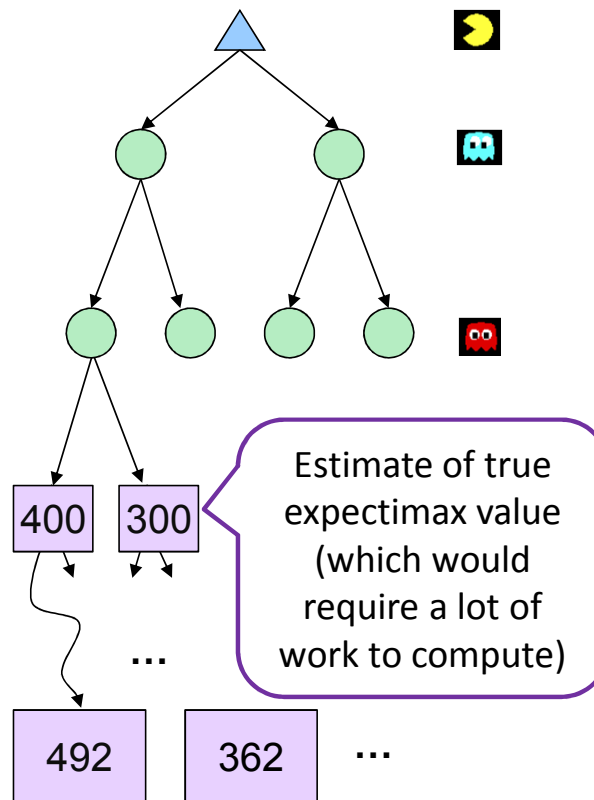 Estimate of true
expectimax value
(which would
require a lot of
work to compute)
400 300
...
492 362 ...